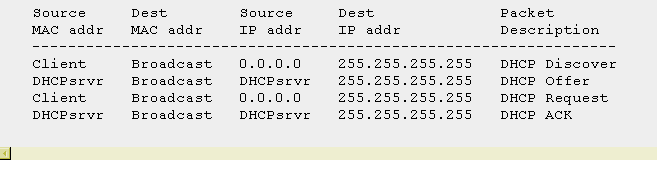 Source Dest Source Dest Packet
MAC addr MAC addr IP addr IP addr Description
-----------------------------------------------------------------
Client Broadcast 0.0.0.0 255.255.255.255 DHCP Discover
DHCPsrvr Broadcast DHCPsrvr 255.255.255.255 DHCP Offer
Client Broadcast 0.0.0.0 255.255.255.255 DHCP Request
DHCPsrvr Broadcast DHCPsrvr 255.255.255.255 DHCP ACK